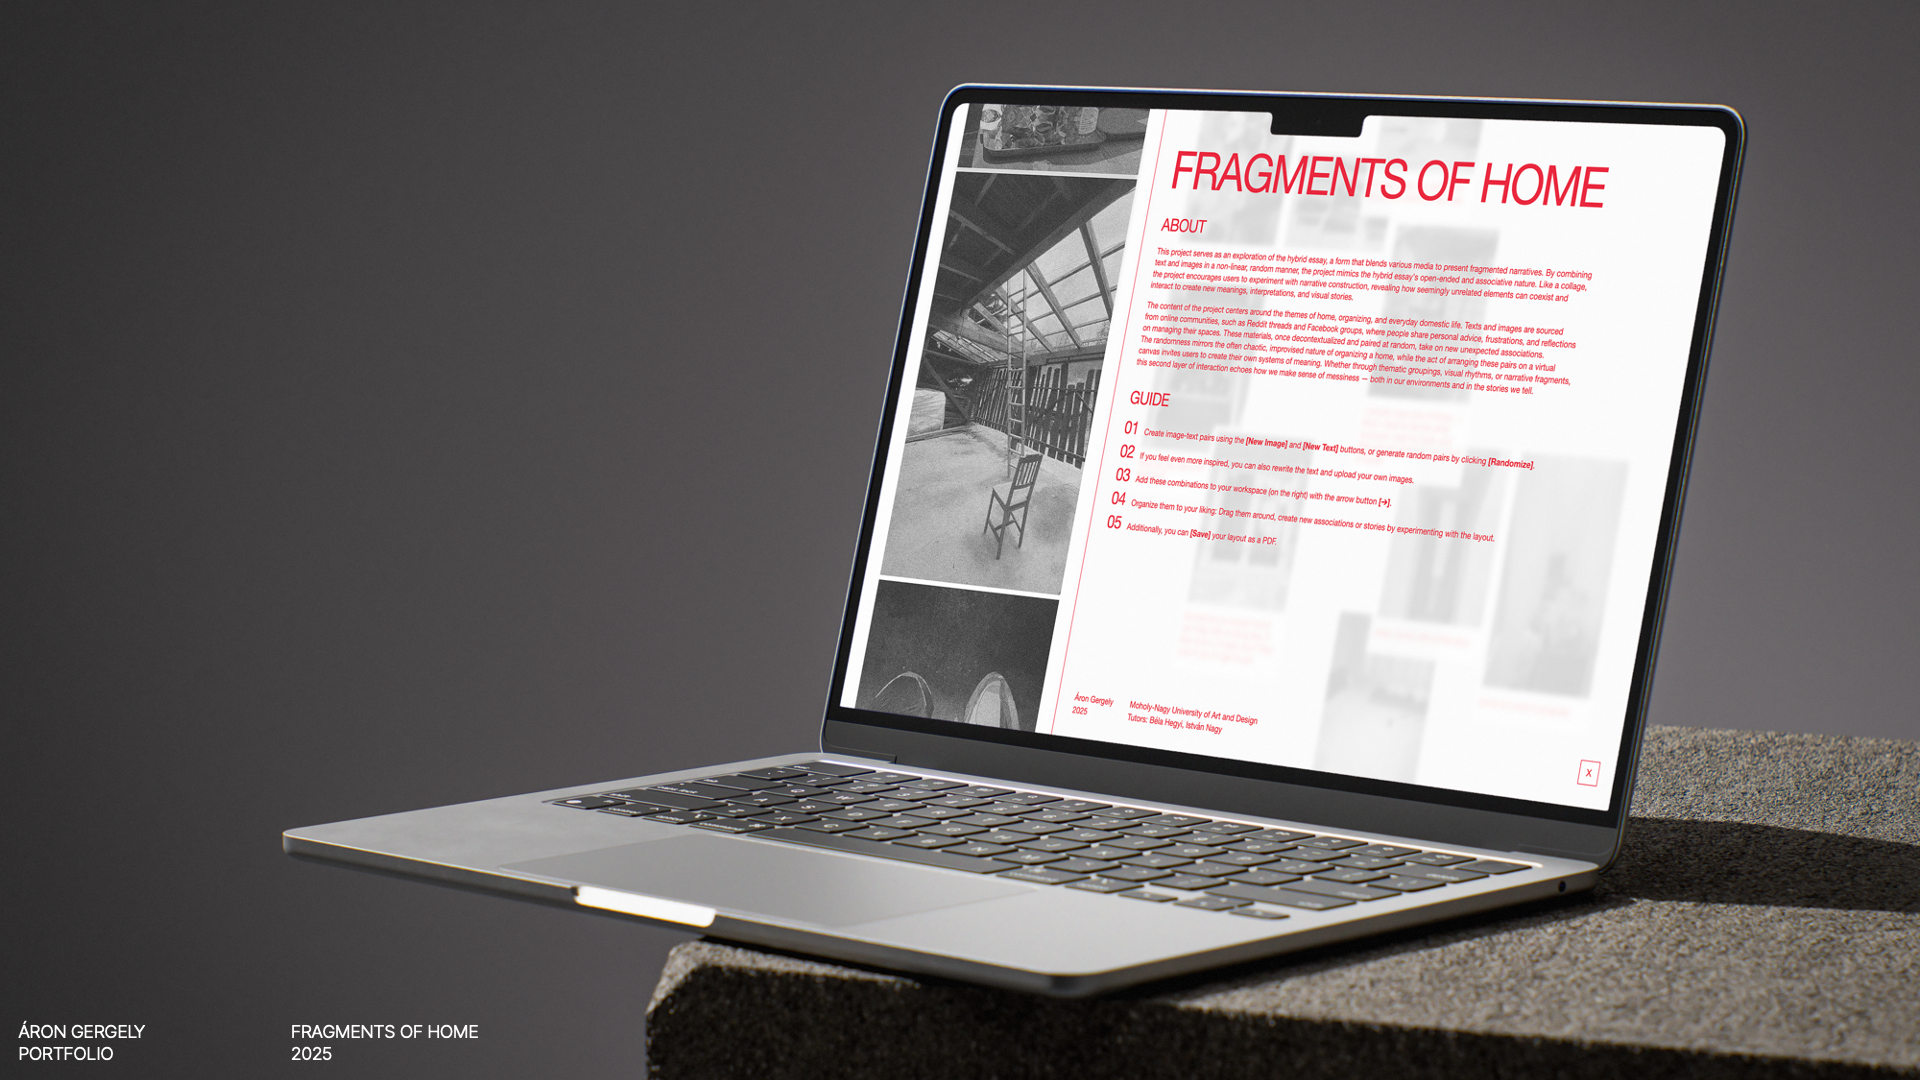 FRAGMENTS OF HOME
ABOUT
This project serves as an exploration of the hybrid essay, a form that blends various media to present fragmented narratives. By combining
text and images in a non-linear, random manner, the project mimics the hybrid essay's open-ended and associative nature. Like a collage,
the project encourages users to experiment with narrative construction, revealing how seemingly unrelated elements can coexist and
interact to create new meanings, interpretations, and visual stories.
The content of the project centers around the themes of home, organizing, and everyday domestic life. Texts and images are sourced
from online communities, such as Reddit threads and Facebook groups, where people share personal advice, frustrations, and reflections
on managing their spaces. These materials, once decontextualized and paired at random, take on new unexpected associations.
The randomness mirrors the often chaotic, improvised nature of organizing a home, while the act of arranging these pairs on a virtual
canvas invites users to create their own systems of meaning. Whether through thematic groupings, visual rhythms, or narrative fragments,
this second layer of interaction echoes how we make sense of messiness — both in our environments and in the stories we tell.
GUIDE
01 Create image-text pairs using the [New Image] and [New Text] buttons, or generate random pairs by clicking [Randomize].
02 If you feel even more inspired, you can also rewrite the text and upload your own images.
03 Add these combinations to your workspace (on the right) with the arrow button [→].
04 Organize them to your liking: Drag them around, create new associations or stories by experimenting with the layout.
05 Additionally, you can [Save] your layout as a PDF.
Áron Gergely
2025
Moholy-Nagy University of Art and Design
Tutors: Béla Hegyi, István Nagy
X
ÁRON GERGELY
PORTFOLIO
FRAGMENTS OF HOME
2025